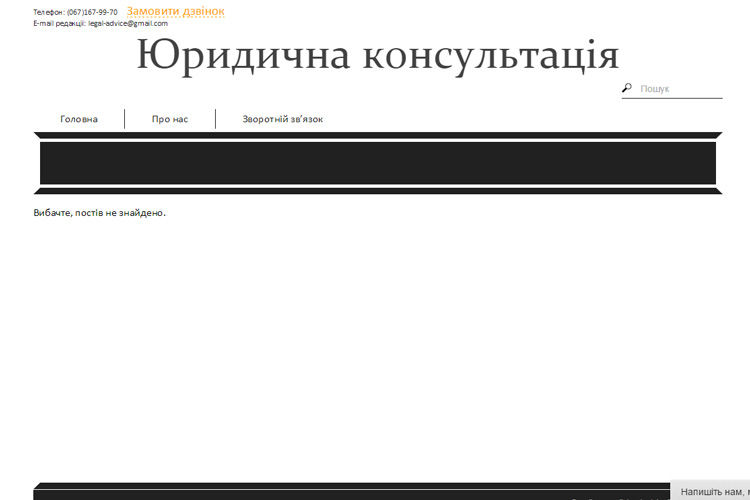 Телефон: (067)167-99-70 Замовити дзвінок
E-mail редакції: legal-advice@gmail.com
Юридична консультація
Пошук
Головна Про нас Зворотній зв'язок
Вибачте, постів не знайдено.
Напишіть нам,